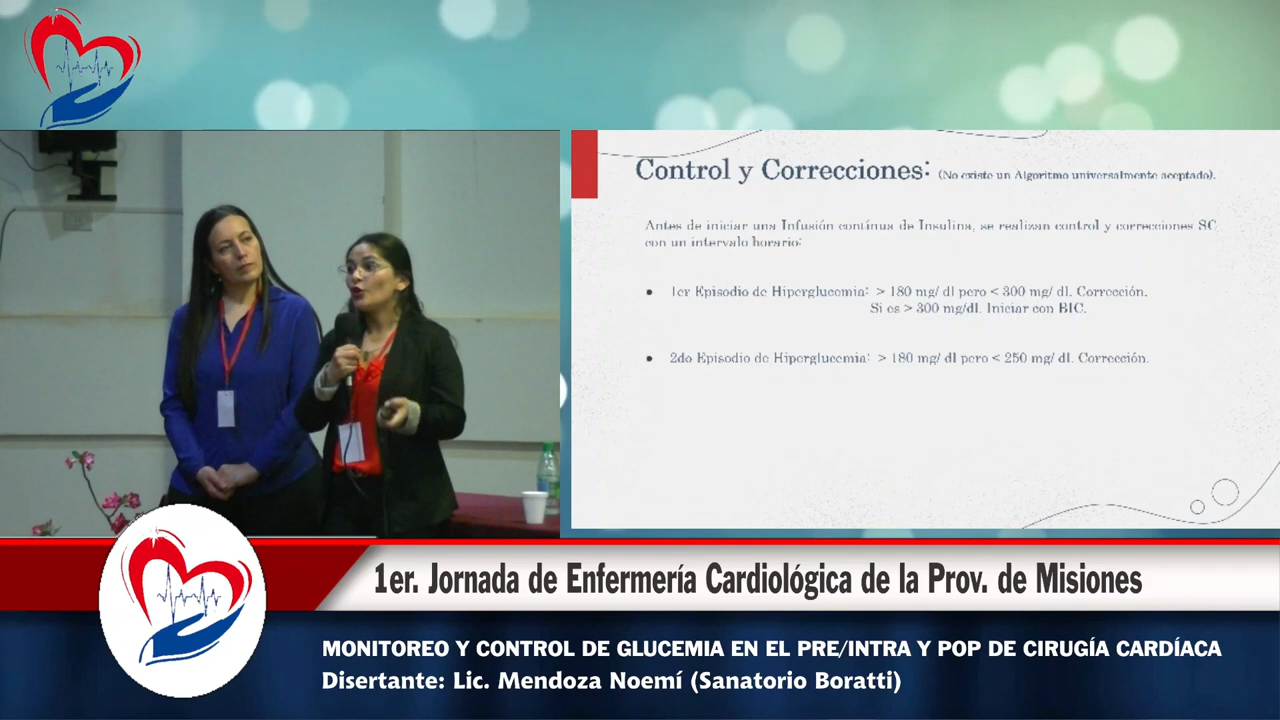 Control y Correcciones: (No existe un Algoritmo universalmente aceptado).
Antes de iniciar una Infusión contínua de Insulina, se realizan control y correcciones SC
con un intervalo horario:
• 1er Episodio de Hiperglucemia: > 180 mg/ dl pero < 300 mg/ dl. Corrección.
Si es > 300 mg/dl. Iniciar con BIC.
• 2do Episodio de Hiperglucemia: > 180 mg/ dl pero < 250 mg/ dl. Corrección.
1er. Jornada de Enfermería Cardiológica de la Prov. de Misiones
MONITOREO Y CONTROL DE GLUCEMIA EN EL PRE/INTRA Y POP DE CIRUGÍA CARDÍACA
Disertante: Lic. Mendoza Noemí (Sanatorio Boratti)